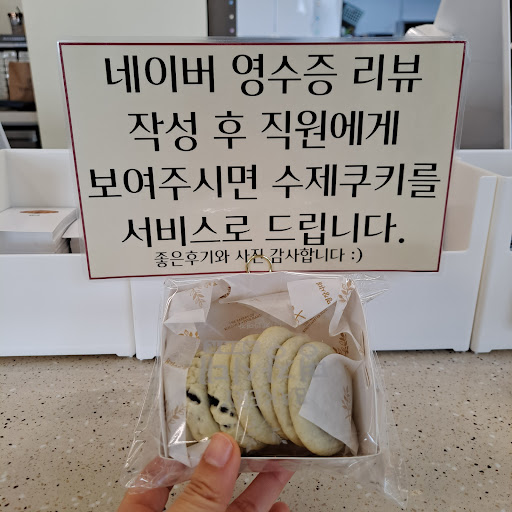 네이버 영수증 리뷰
작성 후 직원에게
보여주시면 수제쿠키를
서비스로 드립니다.
좋은후기와 사진 감사합니다 :)